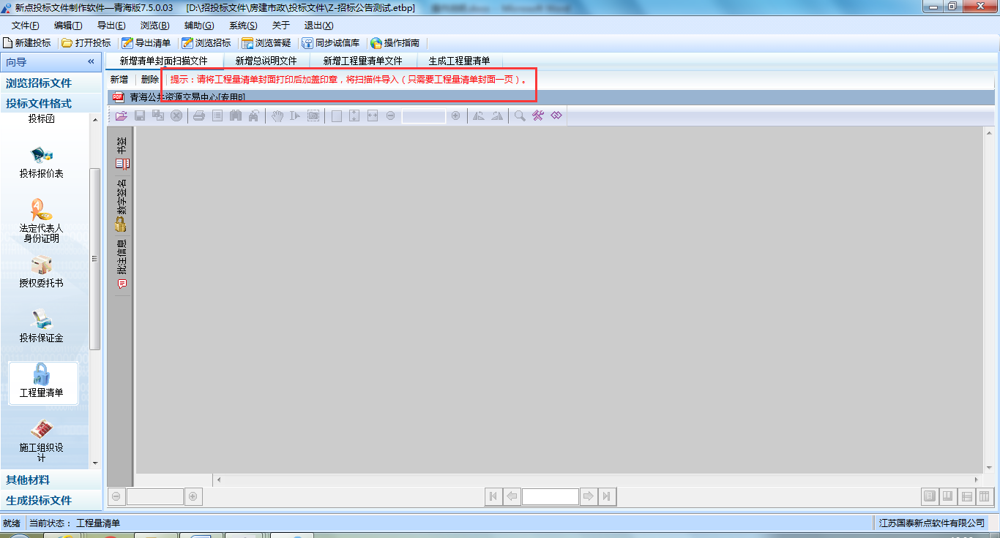 新点投标文件制作软件—青海版7.5.0.03 [D:\招投标文件\房建市政\投标文件\Z-招标公告测试.etbp]
文件(F) 编辑(T) 导出(E) 浏览(B) 辅助(G) 系统(S) 关于 退出(X)
新建投标 打开投标 导出清单 浏览招标 浏览答疑 同步诚信库 操作指南
向导 «
浏览招标文件
投标文件格式
投标函
投标报价表
法定代表人
身份证明
授权委托书
投标保证金
工程量清单
施工组织设
计
其他材料
生成投标文件
新增清单封面扫描文件 新增总说明文件 新增工程量清单文件 生成工程量清单
新增 删除 提示：请将工程量清单封面打印后加盖印章，将扫描件导入（只需要工程量清单封面一页）。
青海公共资源交易中心[专用B]
书签
数字签名
批注信息
就绪 当前状态： 工程量清单 江苏国泰新点软件有限公司